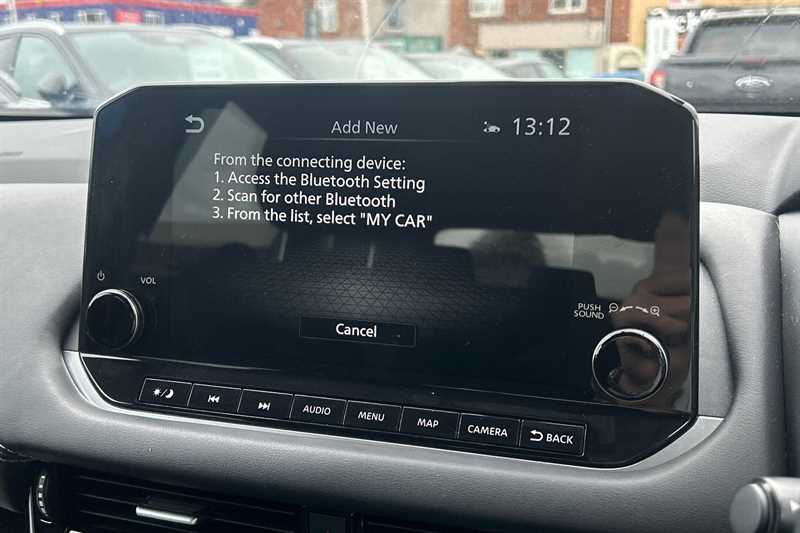 Add New
13:12
From the connecting device:
1. Access the Bluetooth Setting
2. Scan for other Bluetooth
3. From the list, select "MY CAR"
Cancel
VOL
PUSH
SOUND
AUDIO
MENU
MAP
CAMERA
BACK